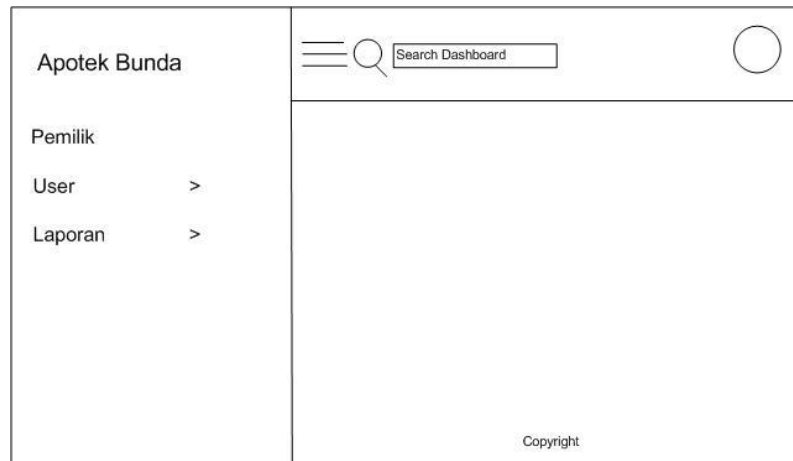 Apotek Bunda
Search Dashboard
Pemilik
User >
Laporan >
Copyright